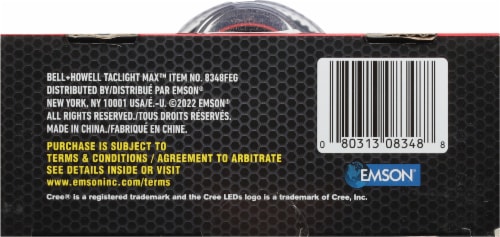 BELL+HOWELL TACLIGHT MAX™ ITEM NO. 8348FEG
DISTRIBUTED BY/DISTRIBUÉ PAR EMSON®
NEW YORK, NY 10001 USA/É.-U. ©2022 EMSON®
ALL RIGHTS RESERVED./TOUS DROITS RÉSERVÉS.
MADE IN CHINA./FABRIQUÉ EN CHINE.
PURCHASE IS SUBJECT TO
TERMS & CONDITIONS / AGREEMENT TO ARBITRATE
SEE DETAILS INSIDE OR VISIT
www.emsoninc.com/terms
Cree® is a registered trademark and the Cree LEDs logo is a trademark of Cree, Inc.
0 80313 08348 8
EMSON®